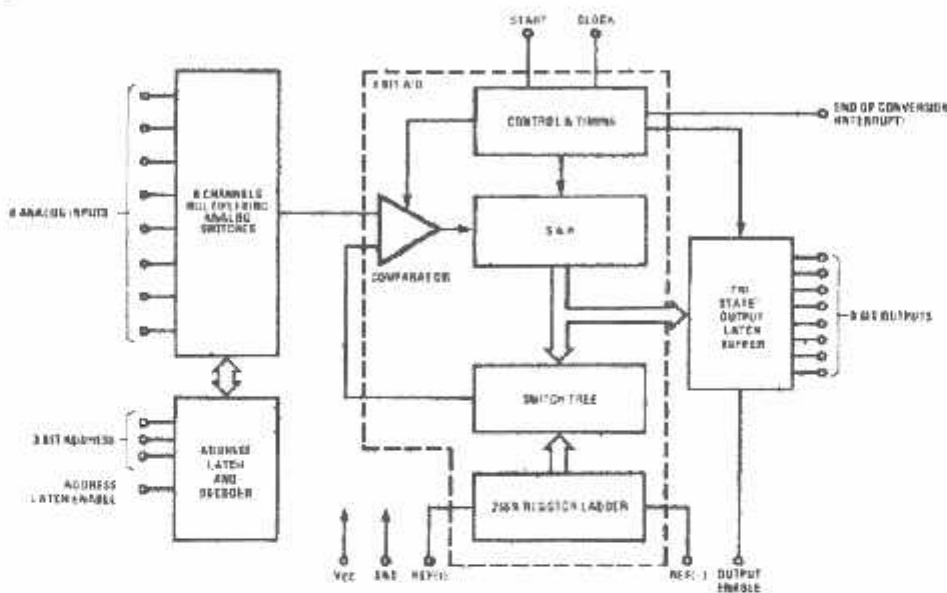 START
CLOCK
8 BIT A/D
CONTROL & TIMING
END OF CONVERSION
(INTERRUPT)
8 ANALOG INPUTS
8 CHANNELS
MULTIPLEXING
ANALOG
SWITCHES
S.A.R.
COMPARATOR
TRI
STATE
OUTPUT
LATCH
BUFFER
8-BIT OUTPUTS
SWITCH TREE
3 BIT ADDRESS
ADDRESS
LATCH ENABLE
ADDRESS
LATCH
AND
DECODER
256R RESISTOR LADDER
VCC
GND
REF(+)
REF(-)
OUTPUT
ENABLE